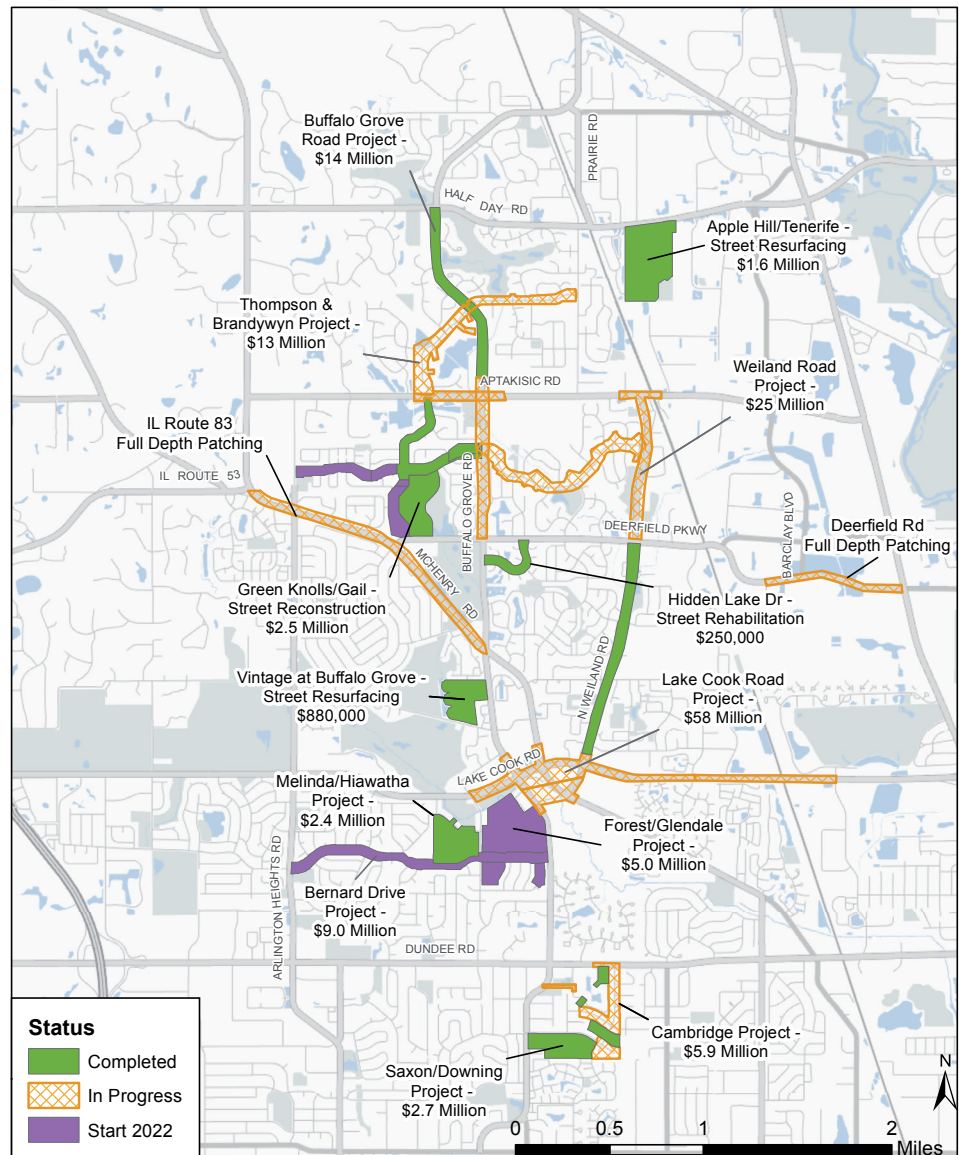 Buffalo Grove
Road Project -
$14 Million
PRAIRIE RD
HALF DAY RD
Apple Hill/Tenerife -
Street Resurfacing
$1.6 Million
Thompson &
Brandywyn Project -
$13 Million
Weiland Road
Project -
$25 Million
APTAKISIC RD
IL Route 83
Full Depth Patching
IL ROUTE 53
BUFFALO GROVE RD
DEERFIELD PKWY
BARCLAY BLVD
Deerfield Rd
Full Depth Patching
MCHENRY RD
Green Knolls/Gail -
Street Reconstruction
$2.5 Million
Hidden Lake Dr -
Street Rehabilitation
$250,000
N WEILAND RD
Vintage at Buffalo Grove -
Street Resurfacing
$880,000
Lake Cook Road
Project -
$58 Million
LAKE COOK RD
Melinda/Hiawatha
Project -
$2.4 Million
Forest/Glendale
Project -
$5.0 Million
ARLINGTON HEIGHTS RD
Bernard Drive
Project -
$9.0 Million
DUNDEE RD
Cambridge Project -
$5.9 Million
Saxon/Downing
Project -
$2.7 Million
Status
Completed
In Progress
Start 2022
N
0 0.5 1 2
Miles